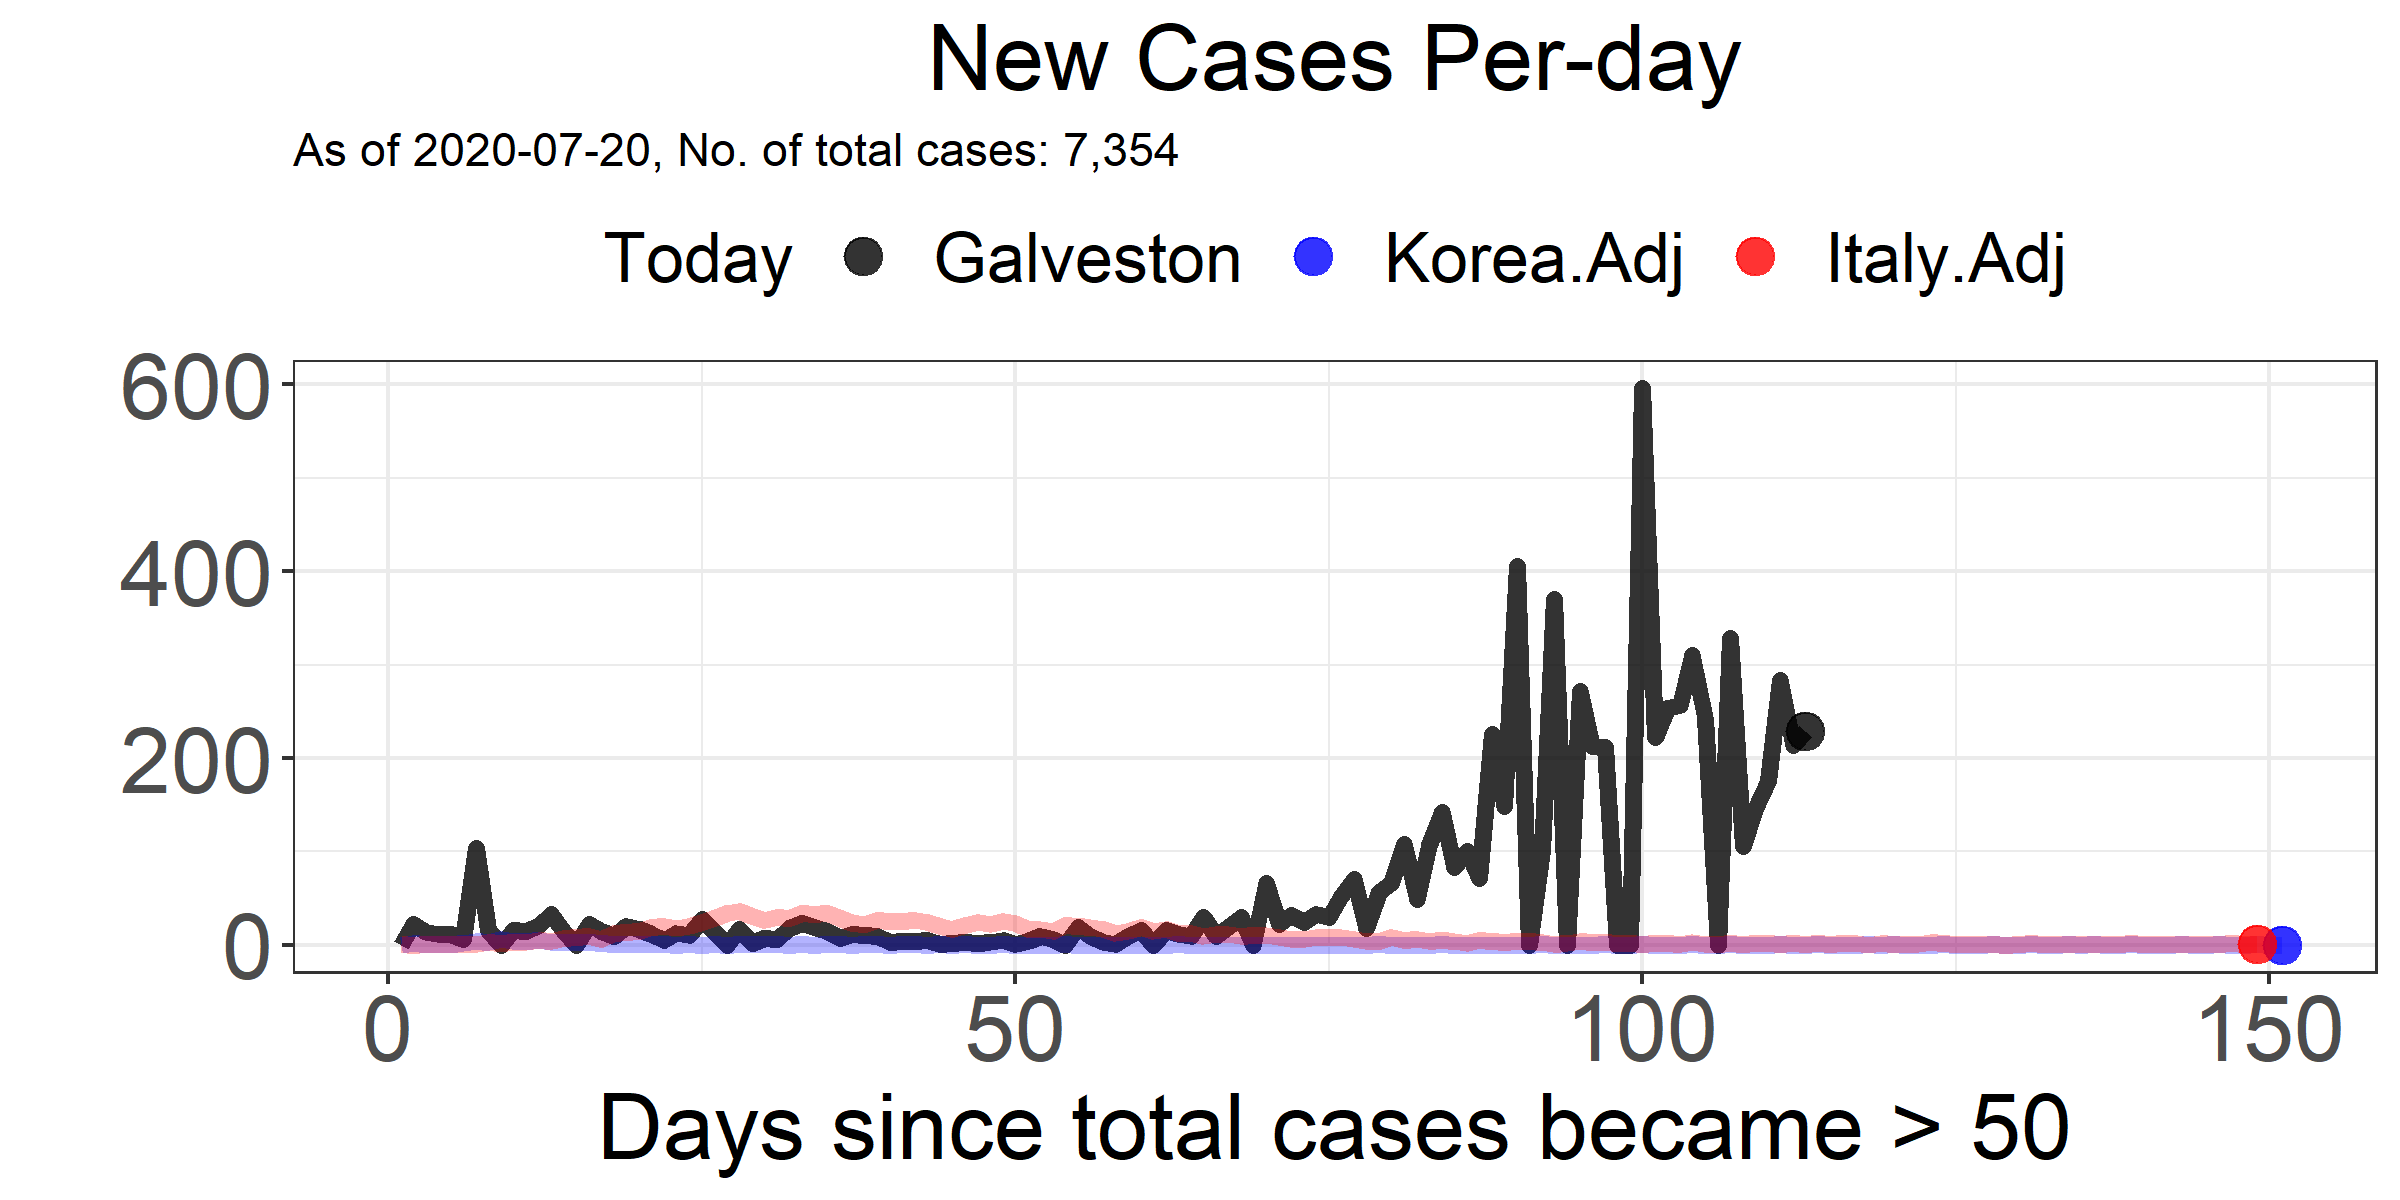 New Cases Per-day
As of 2020-07-20, No. of total cases: 7,354
Today Galveston Korea.Adj Italy.Adj
600
400
200
0
0 50 100 150
Days since total cases became > 50